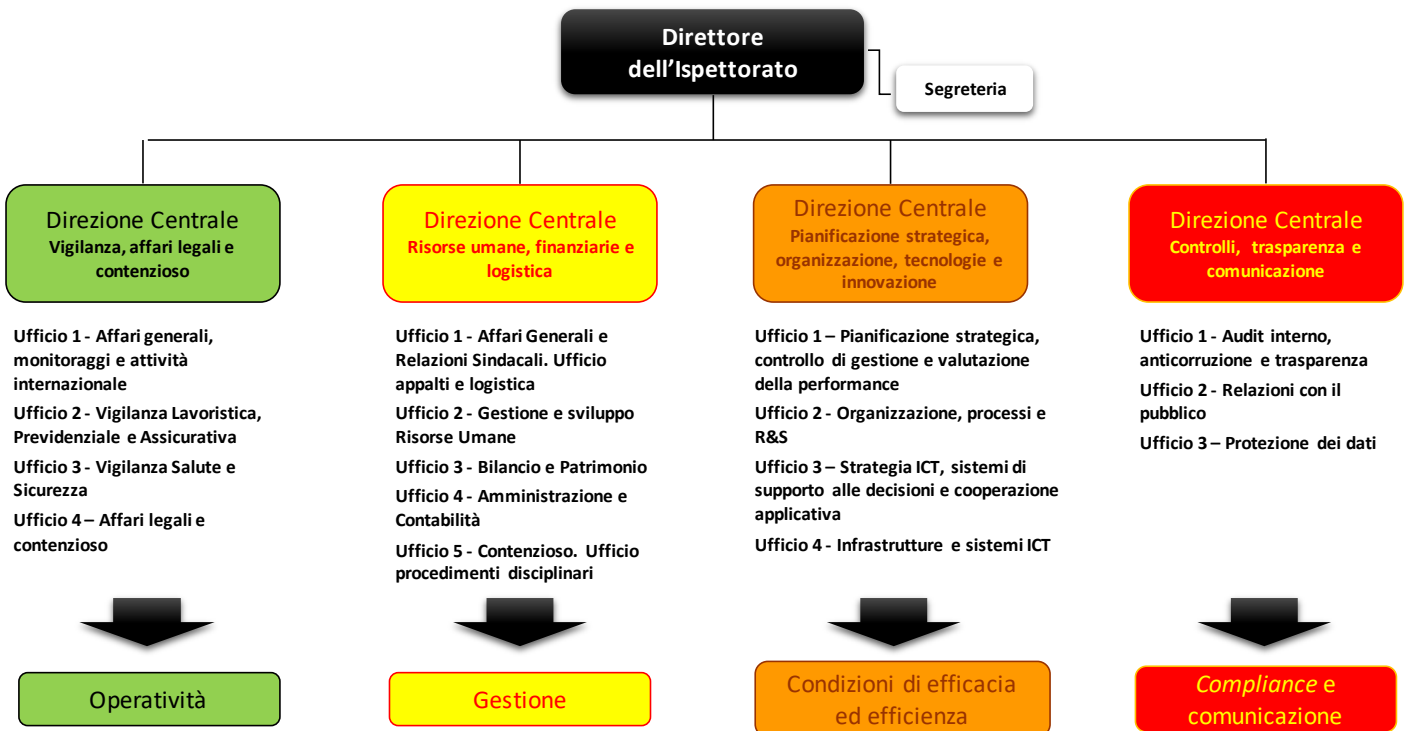 Direttore
dell'Ispettorato
Segreteria
Direzione Centrale
Vigilanza, affari legali e
contenzioso
Direzione Centrale
Risorse umane, finanziarie e
logistica
Direzione Centrale
Pianificazione strategica,
organizzazione, tecnologie e
innovazione
Direzione Centrale
Controlli, trasparenza e
comunicazione
Ufficio 1 - Affari generali,
monitoraggi e attività
internazionale
Ufficio 2 - Vigilanza Lavoristica,
Previdenziale e Assicurativa
Ufficio 3 - Vigilanza Salute e
Sicurezza
Ufficio 4 – Affari legali e
contenzioso
Ufficio 1 - Affari Generali e
Relazioni Sindacali. Ufficio
appalti e logistica
Ufficio 2 - Gestione e sviluppo
Risorse Umane
Ufficio 3 - Bilancio e Patrimonio
Ufficio 4 - Amministrazione e
Contabilità
Ufficio 5 - Contenzioso. Ufficio
procedimenti disciplinari
Ufficio 1 – Pianificazione strategica,
controllo di gestione e valutazione
della performance
Ufficio 2 - Organizzazione, processi e
R&S
Ufficio 3 – Strategia ICT, sistemi di
supporto alle decisioni e cooperazione
applicativa
Ufficio 4 - Infrastrutture e sistemi ICT
Ufficio 1 - Audit interno,
anticorruzione e trasparenza
Ufficio 2 - Relazioni con il
pubblico
Ufficio 3 – Protezione dei dati
Operatività
Gestione
Condizioni di efficacia
ed efficienza
Compliance e
comunicazione